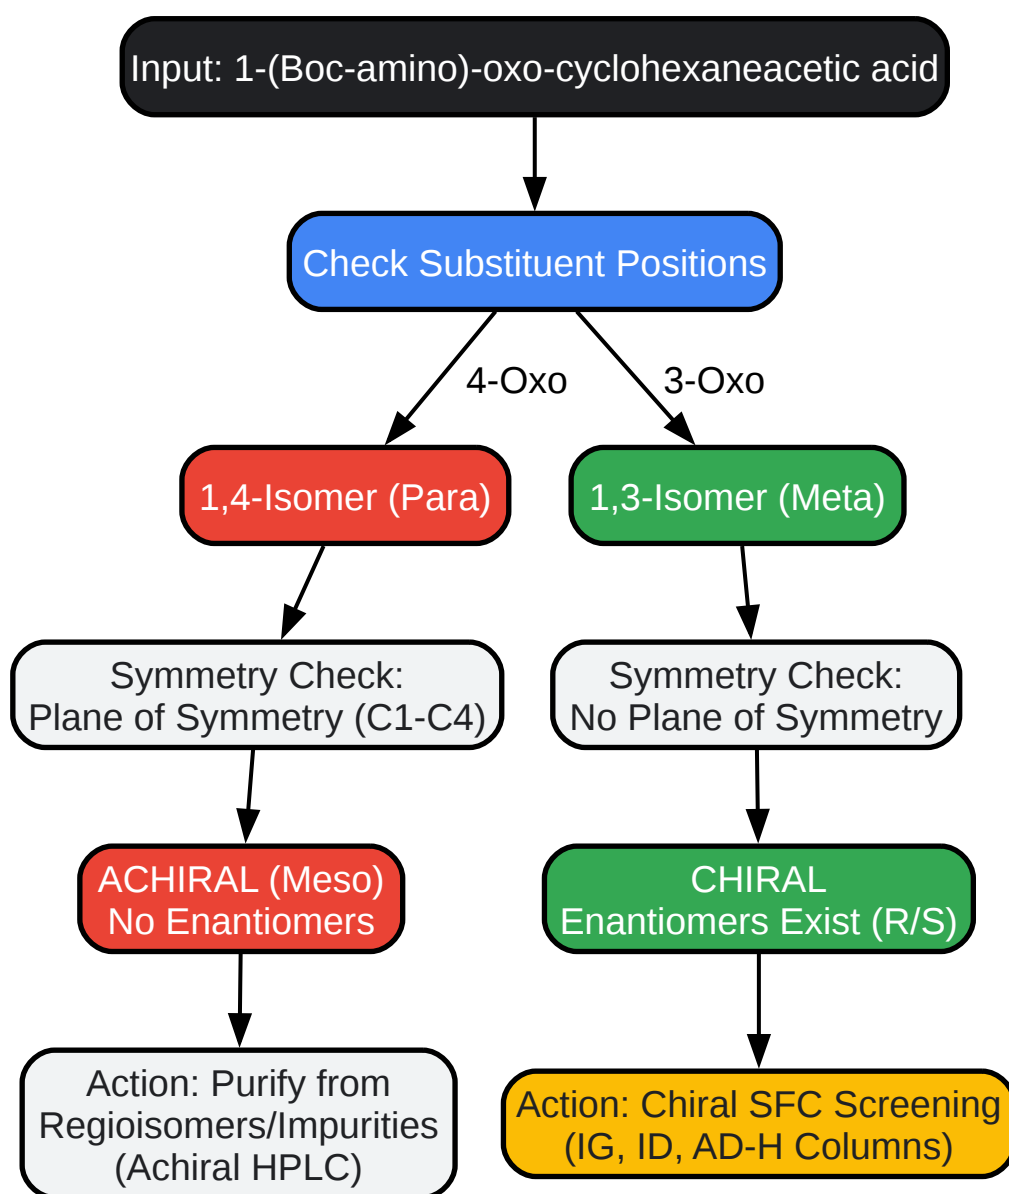 Input: 1-(Boc-amino)-oxo-cyclohexaneacetic acid
Check Substituent Positions
4-Oxo
3-Oxo
1,4-Isomer (Para)
1,3-Isomer (Meta)
Symmetry Check:
Plane of Symmetry (C1-C4)
Symmetry Check:
No Plane of Symmetry
ACHIRAL (Meso)
No Enantiomers
CHIRAL
Enantiomers Exist (R/S)
Action: Purify from
Regioisomers/Impurities
(Achiral HPLC)
Action: Chiral SFC Screening
(IG, ID, AD-H Columns)